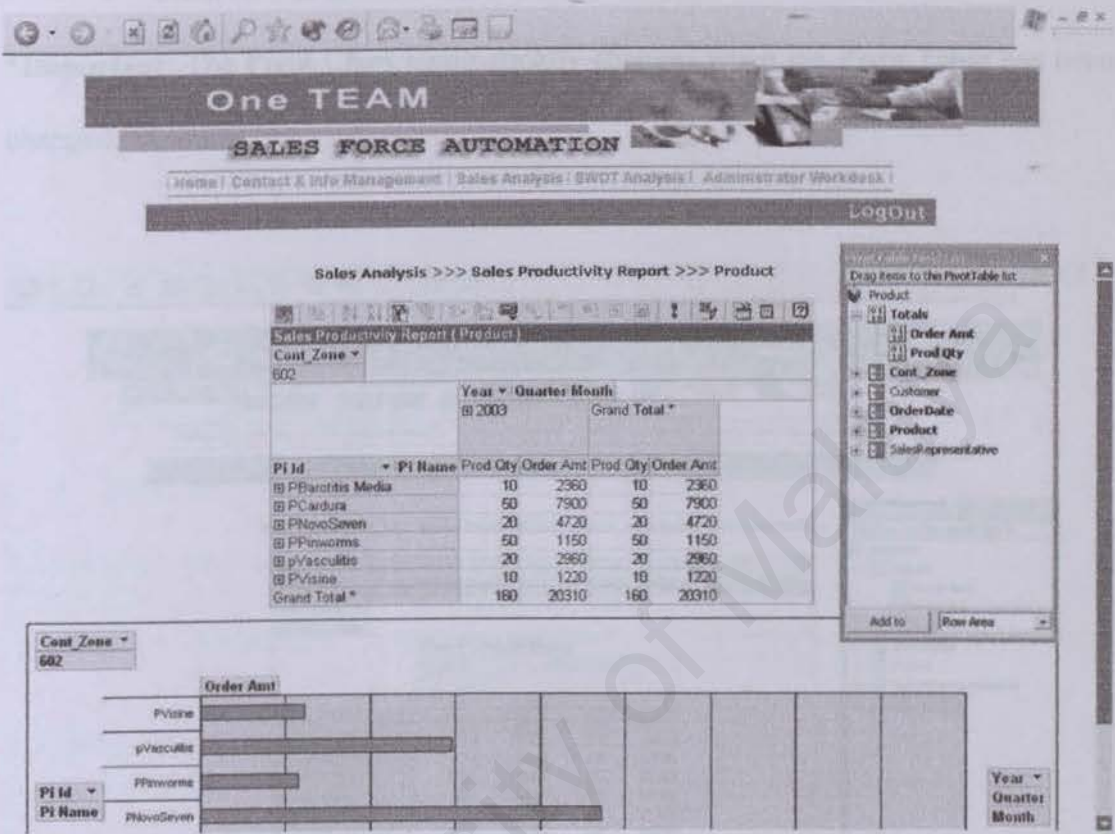 One TEAM
SALES FORCE AUTOMATION
Home | Contact & Info Management | Sales Analysis | SWOT Analysis | Administrator Workdesk |
LogOut
Sales Analysis >>> Sales Productivity Report >>> Product
Sales Productivity Report ( Product )
Cont_Zone
602
Year Quarter Month
2003 Grand Total *
Pi Id Pi Name Prod Qty Order Amt Prod Qty Order Amt
PBarotitis Media 10 2360 10 2360
PCardura 50 7900 50 7900
PNovoSeven 20 4720 20 4720
PPinworms 50 1150 50 1150
pVasculitis 20 2960 20 2960
PVisine 10 1220 10 1220
Grand Total * 160 20310 160 20310
Drag items to the PivotTable list
Product
Totals
Order Amt
Prod Qty
Cont_Zone
Customer
OrderDate
Product
SalesRepresentative
Add to Row Area
Cont_Zone
602
Order Amt
PVisine
pVasculitis
PPinworms
PNovoSeven
Pi Id
Pi Name
Year
Quarter
Month
University of Malaya